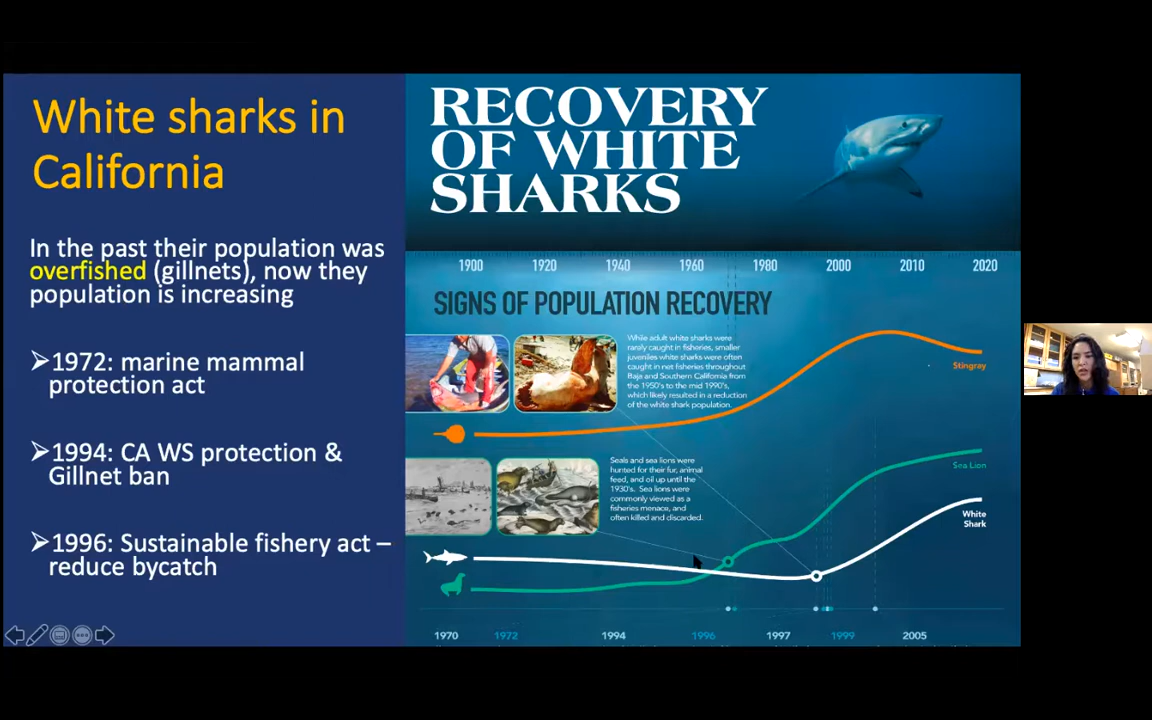 White sharks in
California
In the past their population was
overfished (gillnets), now they
population is increasing
➢1972: marine mammal
protection act
➢1994: CA WS protection &
Gillnet ban
➢1996: Sustainable fishery act –
reduce bycatch
RECOVERY
OF WHITE
SHARKS
1900 1920 1940 1960 1980 2000 2010 2020
SIGNS OF POPULATION RECOVERY
While adult white sharks were
rarely caught in fisheries, smaller
juveniles white sharks were often
caught in net fisheries throughout
Baja and Southern California from
the 1950's to the mid 1990's,
which likely resulted in a reduction
of the white shark population.
Stingray
Seals and sea lions were
hunted for their fur, animal
feed, and oil up until the
1930's. Sea lions were
commonly viewed as a
fisheries menace, and
often killed and discarded.
Sea Lion
White
Shark
1970 1972 1994 1996 1997 1999 2005